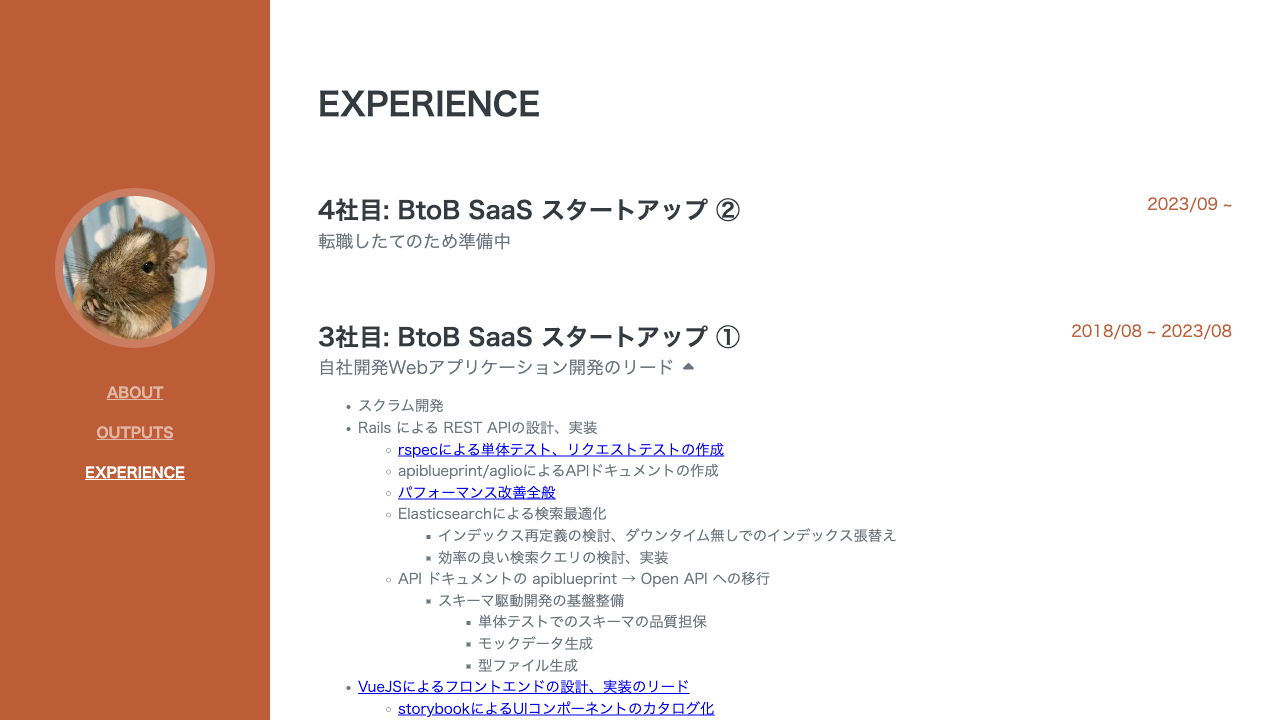 ABOUT
OUTPUTS
EXPERIENCE
EXPERIENCE
4社目: BtoB SaaS スタートアップ ②
2023/09 ~
転職したてのため準備中
3社目: BtoB SaaS スタートアップ ①
2018/08 ~ 2023/08
自社開発Webアプリケーション開発のリード
スクラム開発
Rails による REST APIの設計、実装
rspecによる単体テスト、リクエストテストの作成
apiblueprint/aglioによるAPIドキュメントの作成
パフォーマンス改善全般
Elasticsearchによる検索最適化
インデックス再定義の検討、ダウンタイム無しでのインデックス張替え
効率の良い検索クエリの検討、実装
API ドキュメントの apiblueprint → Open API への移行
スキーマ駆動開発の基盤整備
単体テストでのスキーマの品質担保
モックデータ生成
型ファイル生成
VueJSによるフロントエンドの設計、実装のリード
storybookによるUIコンポーネントのカタログ化